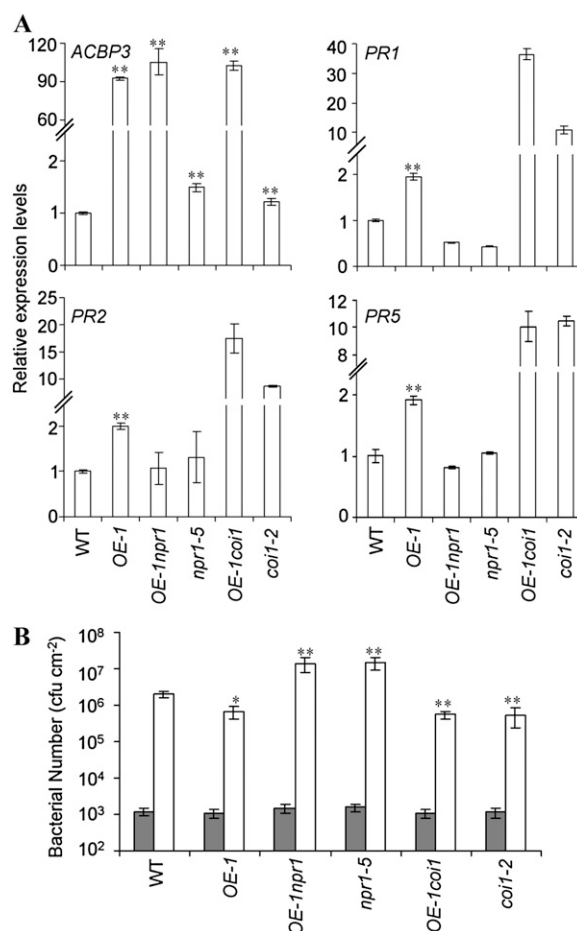 A
ACBP3
PR1
120
90
60
2
1
0
**
**
**
**
**
40
30
20
10
2
1
0
**
Relative expression levels
PR2
PR5
25
20
15
10
2
1
0
**
10
8
6
2
1
0
**
WT
OE-1
OE-1npr1
npr1-5
OE-1coi1
coi1-2
WT
OE-1
OE-1npr1
npr1-5
OE-1coi1
coi1-2
B
Bacterial Number (cfu cm⁻²)
10⁸
10⁷
10⁶
10⁵
10⁴
10³
10²
*
**
**
**
**
WT
OE-1
OE-1npr1
npr1-5
OE-1coi1
coi1-2